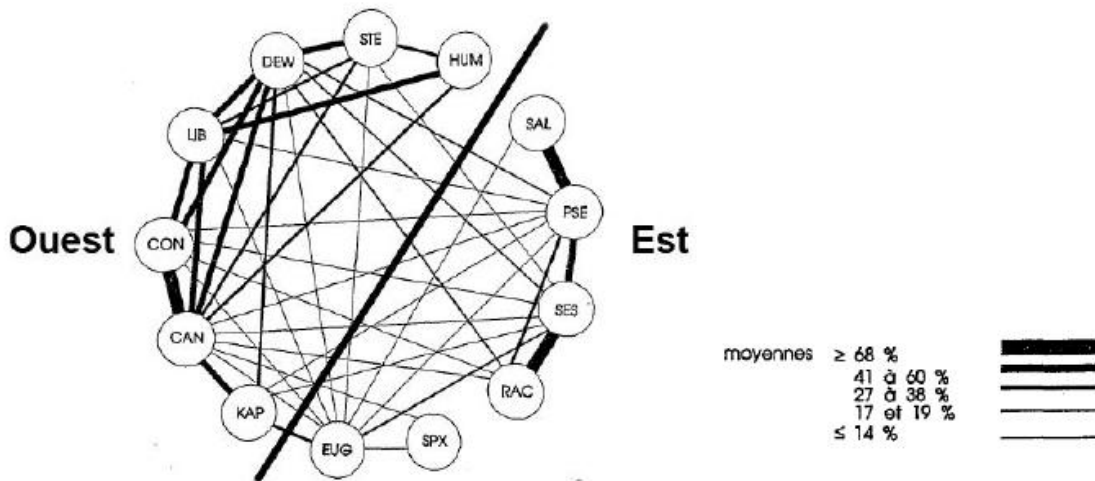 STE
DEW
HUM
LIB
SAL
PSE
Ouest
CON
Est
SES
CAN
RAC
KAP
EUG
SPX
moyennes ≥ 68 %
41 à 60 %
27 à 38 %
17 et 19 %
≤ 14 %